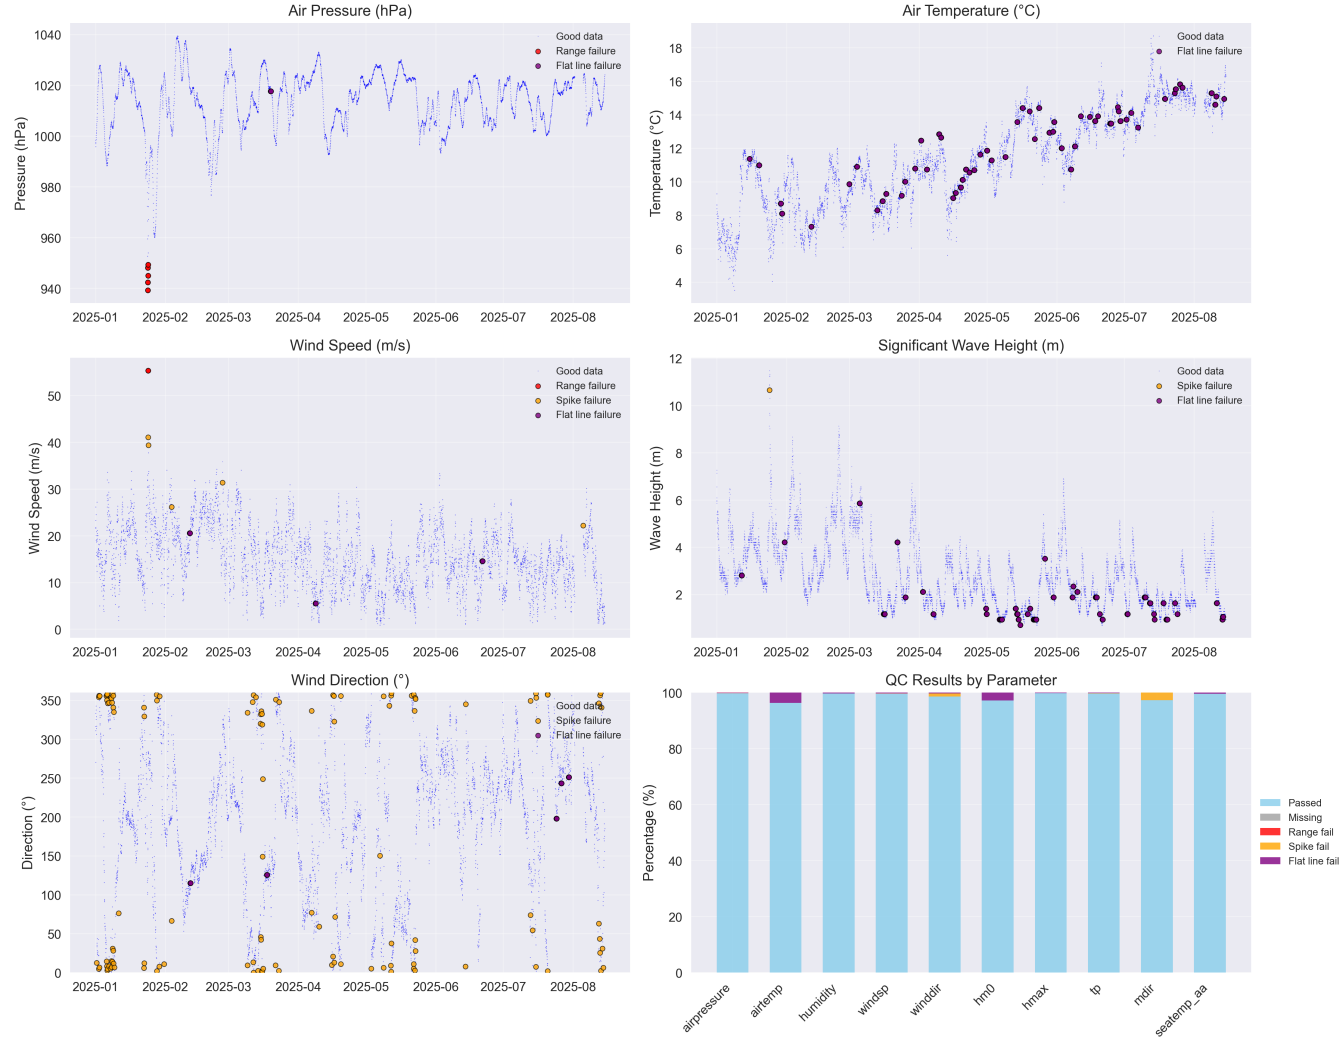 Air Pressure (hPa)
Pressure (hPa)
1040
1020
1000
980
960
940
Good data
Range failure
Flat line failure
2025-01 2025-02 2025-03 2025-04 2025-05 2025-06 2025-07 2025-08
Air Temperature (°C)
Temperature (°C)
18
16
14
12
10
8
6
4
Good data
Flat line failure
2025-01 2025-02 2025-03 2025-04 2025-05 2025-06 2025-07 2025-08
Wind Speed (m/s)
Wind Speed (m/s)
50
40
30
20
10
0
Good data
Range failure
Spike failure
Flat line failure
2025-01 2025-02 2025-03 2025-04 2025-05 2025-06 2025-07 2025-08
Significant Wave Height (m)
Wave Height (m)
12
10
8
6
4
2
Good data
Spike failure
Flat line failure
2025-01 2025-02 2025-03 2025-04 2025-05 2025-06 2025-07 2025-08
Wind Direction (°)
Direction (°)
350
300
250
200
150
100
50
0
Good data
Spike failure
Flat line failure
2025-01 2025-02 2025-03 2025-04 2025-05 2025-06 2025-07 2025-08
QC Results by Parameter
Percentage (%)
100
80
60
40
20
0
airpressure
airtemp
humidity
windsp
winddir
hm0
hmax
tp
mdir
seatemp_aa
Passed
Missing
Range fail
Spike fail
Flat line fail